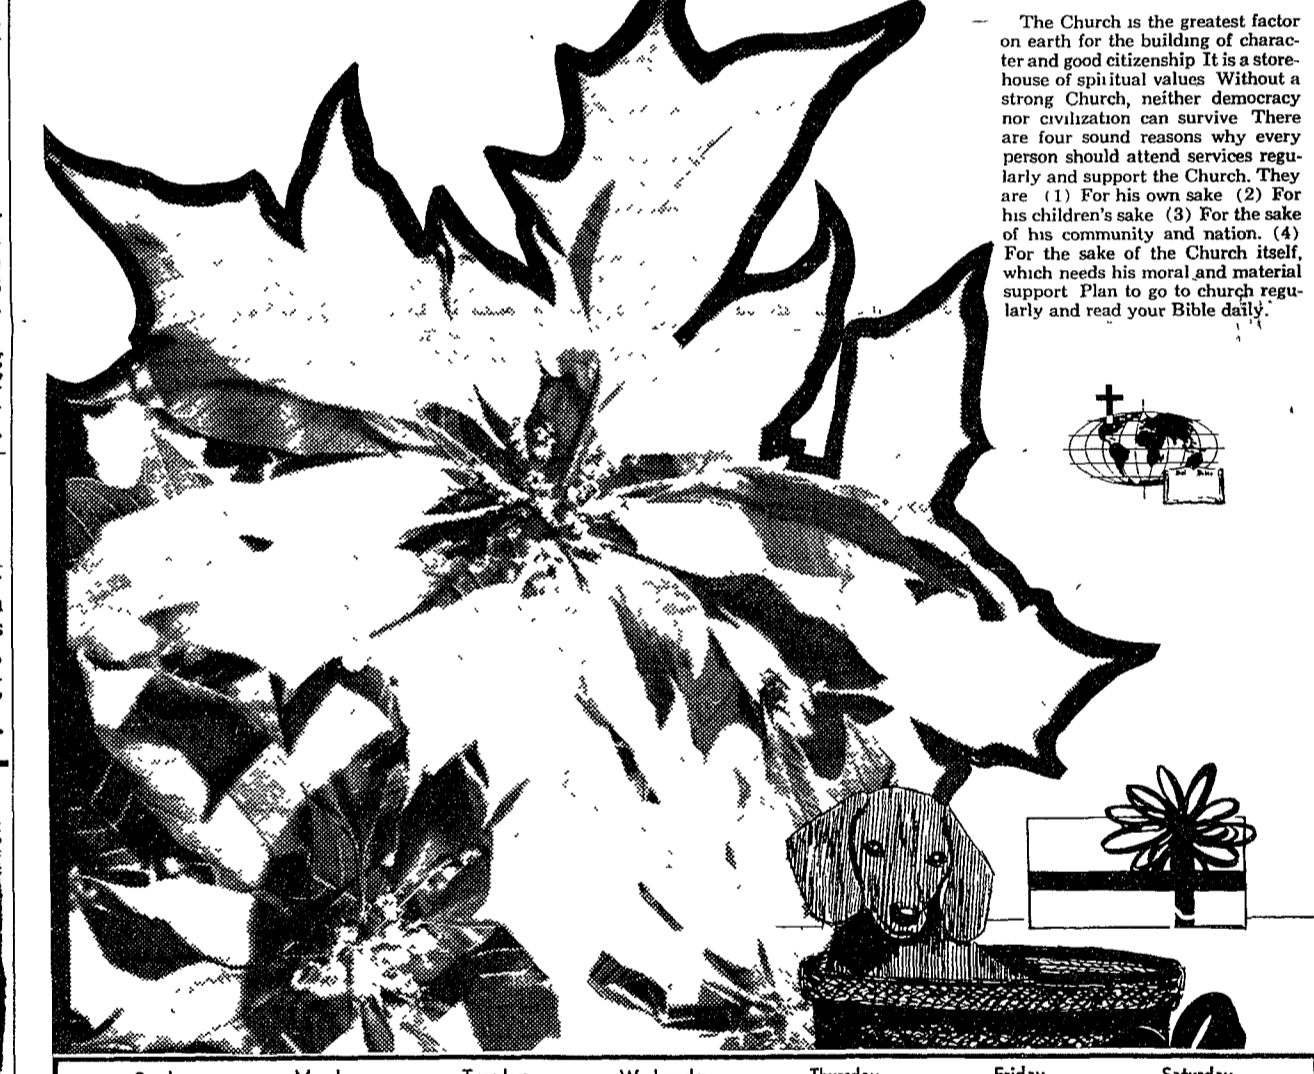 The Church is the greatest factor
on earth for the building of charac-
ter and good citizenship It is a store-
house of spiritual values Without a
strong Church, neither democracy
nor civilization can survive There
are four sound reasons why every
person should attend services regu-
larly and support the Church. They
are (1) For his own sake (2) For
his children's sake (3) For the sake
of his community and nation. (4)
For the sake of the Church itself,
which needs his moral and material
support Plan to go to church regu-
larly and read your Bible daily.
Thursday Friday Saturday